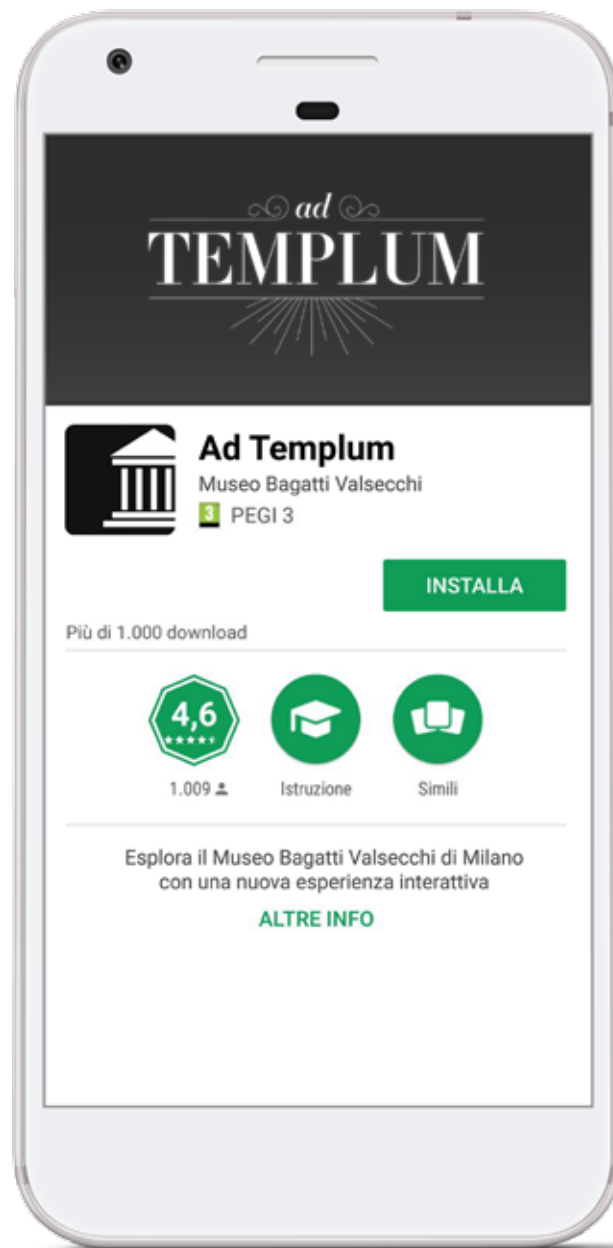 ad
TEMPLUM
Ad Templum
Museo Bagatti Valsecchi
3 PEGI 3
INSTALLA
Più di 1.000 download
4,6
1.009
Istruzione
Simili
Esplora il Museo Bagatti Valsecchi di Milano
con una nuova esperienza interattiva
ALTRE INFO